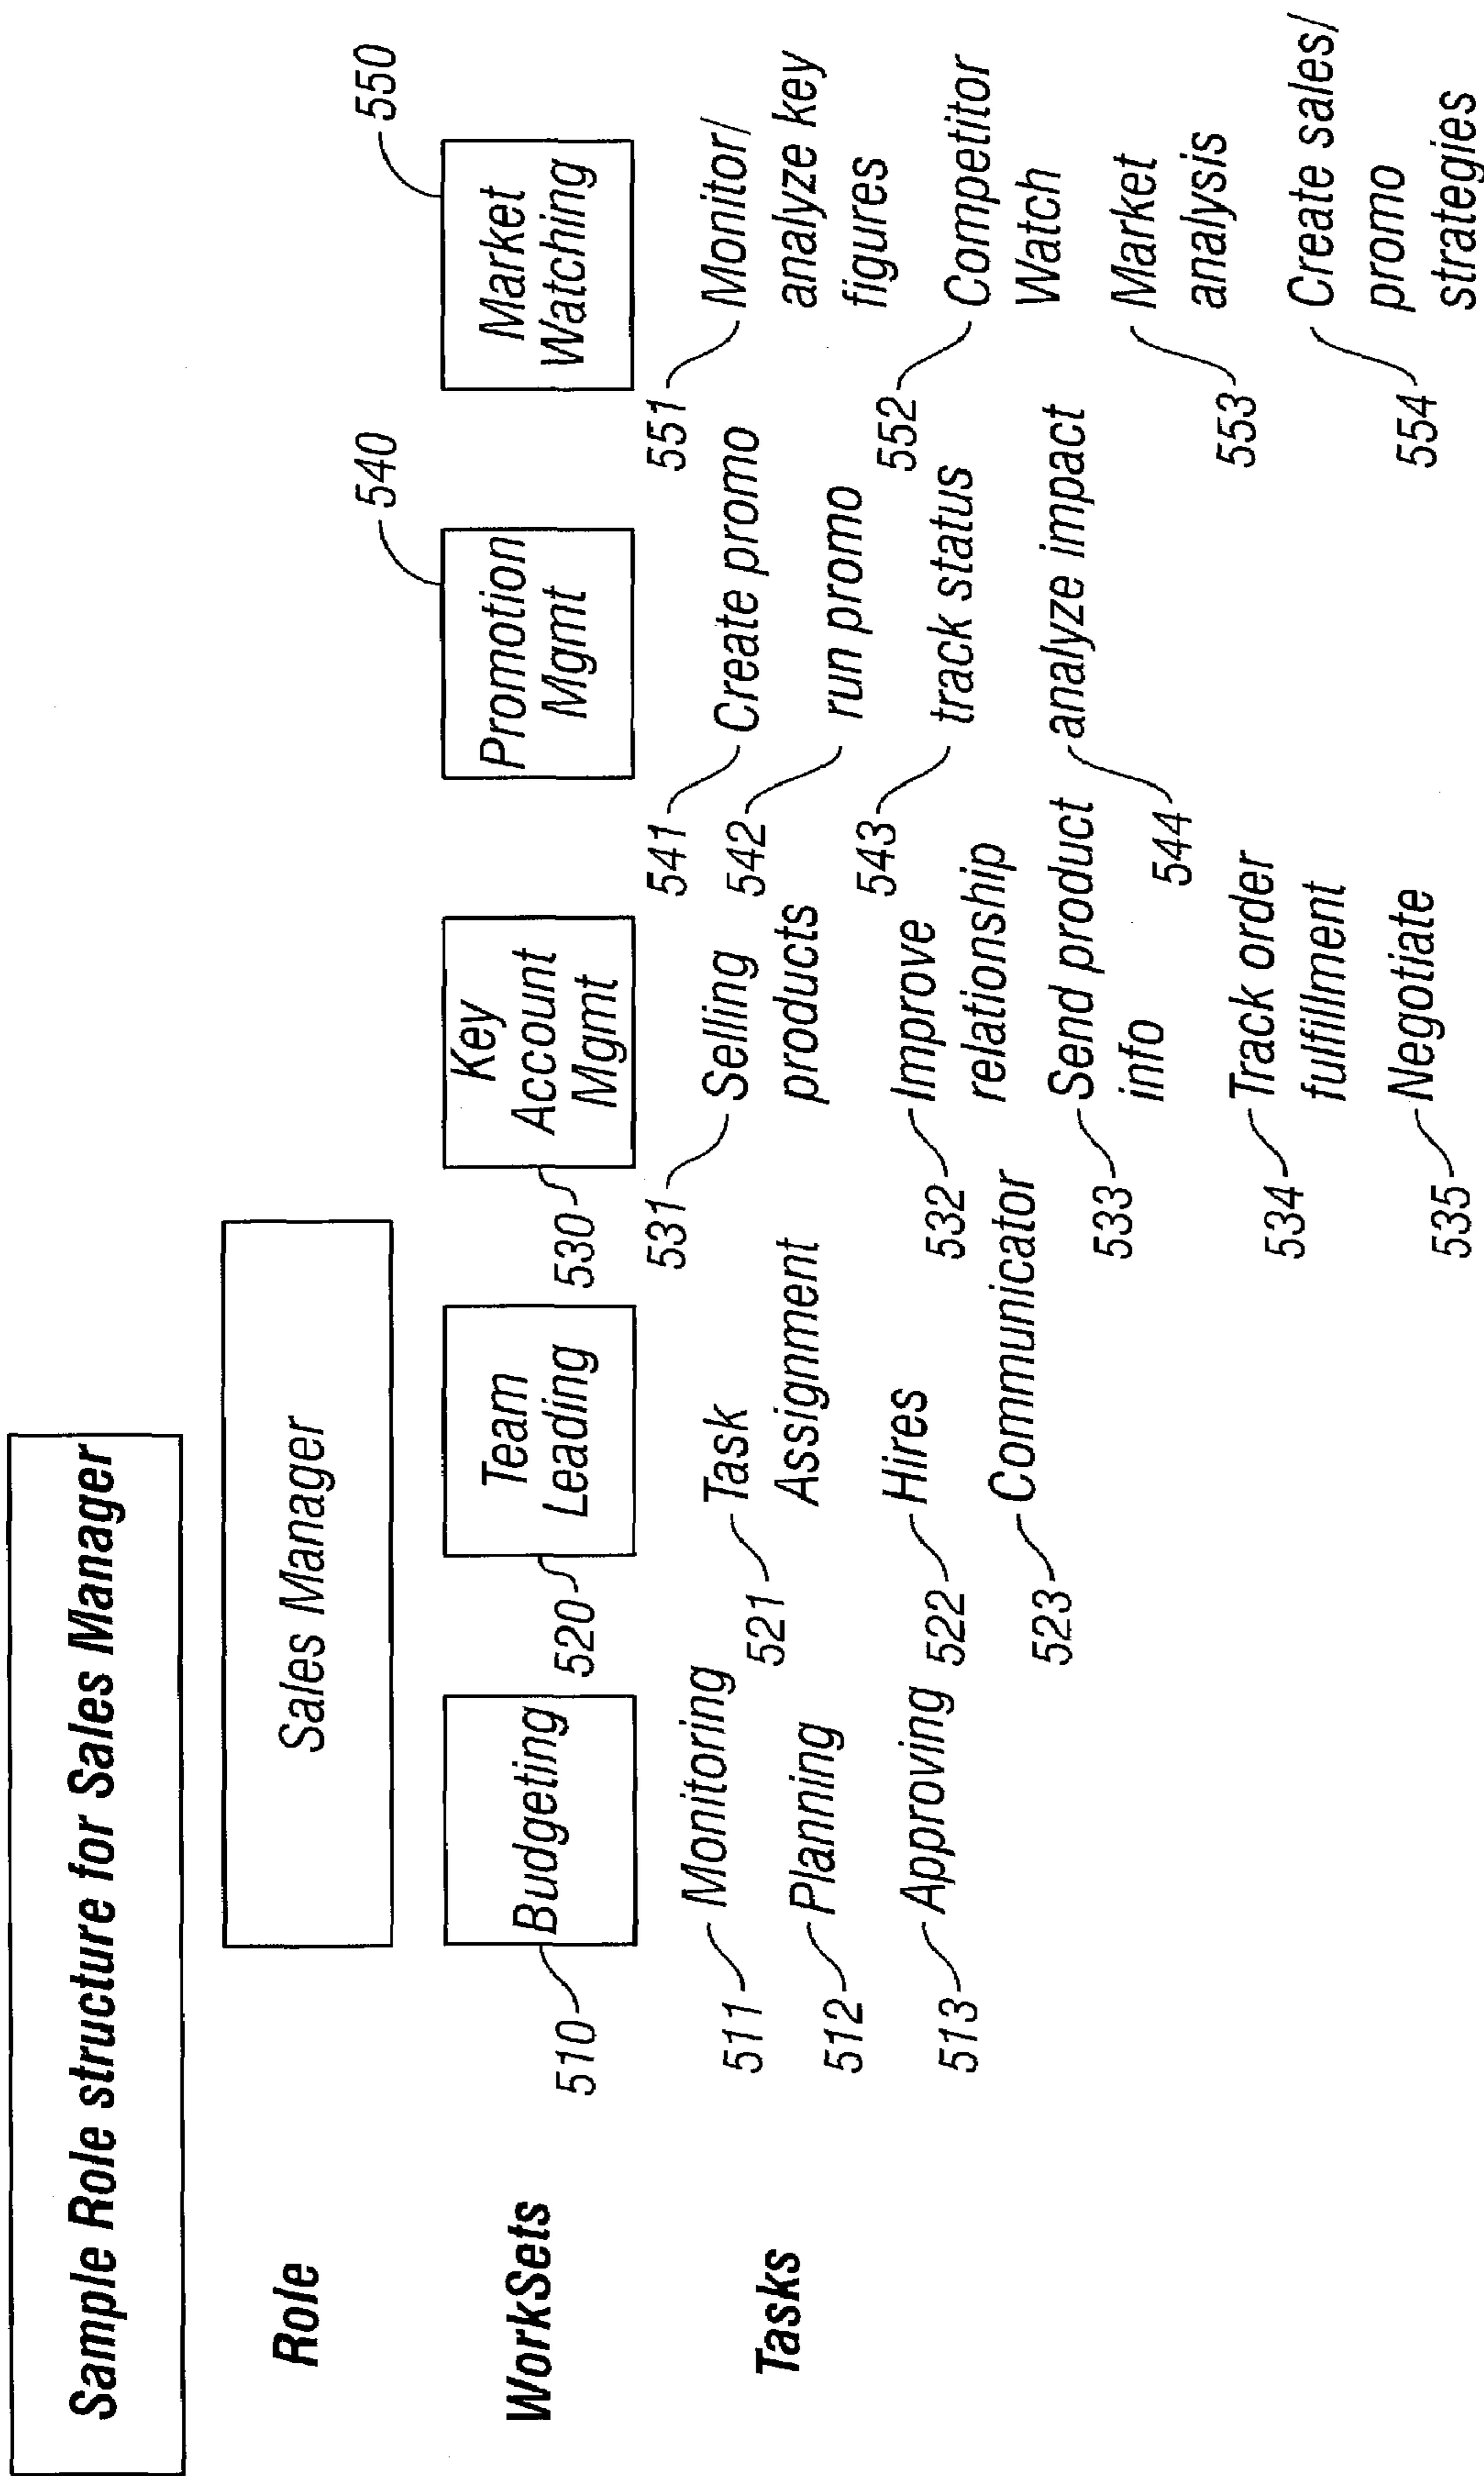 Sample Role structure for Sales Manager
Role
Sales Manager
WorkSets
510
Budgeting
520
Team
Leading
530
Key
Account
Mgmt
540
Promotion
Mgmt
550
Market
Watching
Tasks
511
Monitoring
512
Planning
513
Approving
521
Task
Assignment
522
Hires
523
Communicator
531
Selling
products
532
Improve
relationship
533
Send product
info
534
Track order
fulfillment
535
Negotiate
541
Create promo
542
run promo
543
track status
544
analyze impact
551
Monitor/
analyze key
figures
552
Competitor
Watch
553
Market
analysis
554
Create sales/
promo
strategies